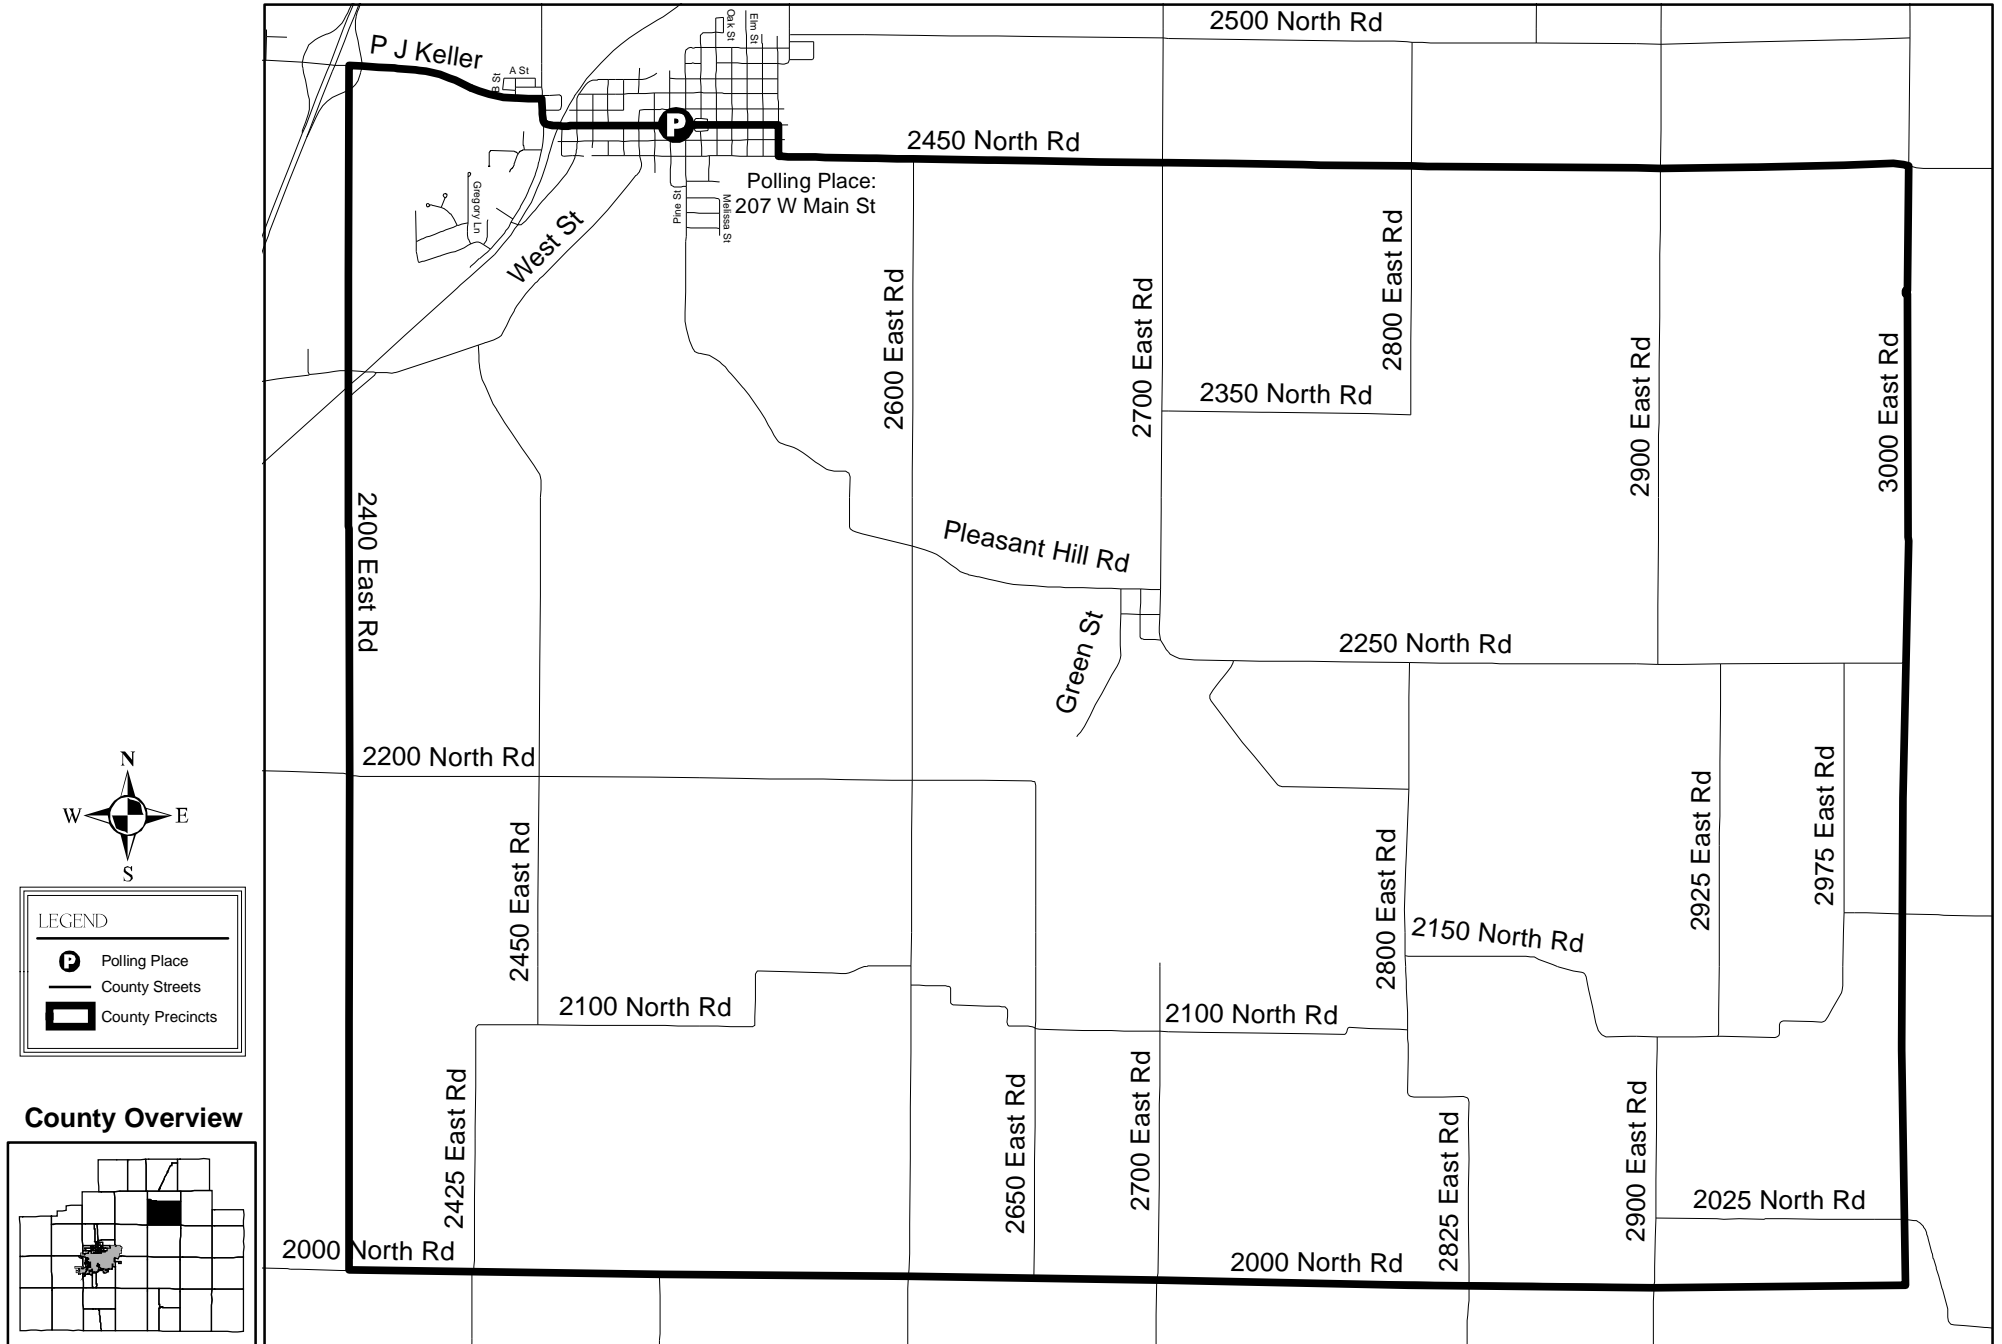 2500 North Rd
Oak St
Elm St
P J Keller
A St
B St
P
2450 North Rd
Polling Place:
207 W Main St
Pine St
Melissa St
Gregory Ln
West St
2600 East Rd
2700 East Rd
2800 East Rd
2350 North Rd
2900 East Rd
3000 East Rd
2400 East Rd
Pleasant Hill Rd
Green St
2250 North Rd
2200 North Rd
2450 East Rd
2800 East Rd
2925 East Rd
2975 East Rd
2150 North Rd
2100 North Rd
2100 North Rd
2425 East Rd
2650 East Rd
2700 East Rd
2825 East Rd
2900 East Rd
2025 North Rd
2000 North Rd
2000 North Rd
N
W E
S
LEGEND
P Polling Place
County Streets
County Precincts
County Overview